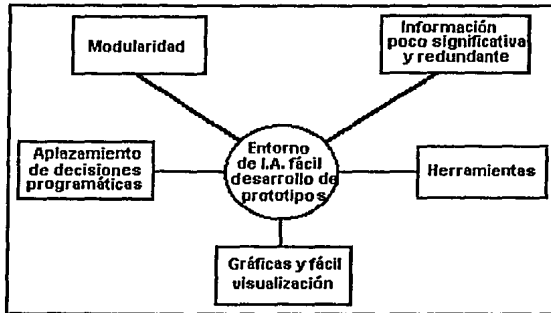 Modularidad
Información
poco significativa
y redundante
Entorno
de I.A. fácil
desarrollo de
prototipos
Aplazamiento
de decisiones
programáticas
Herramientas
Gráficas y fácil
visualización